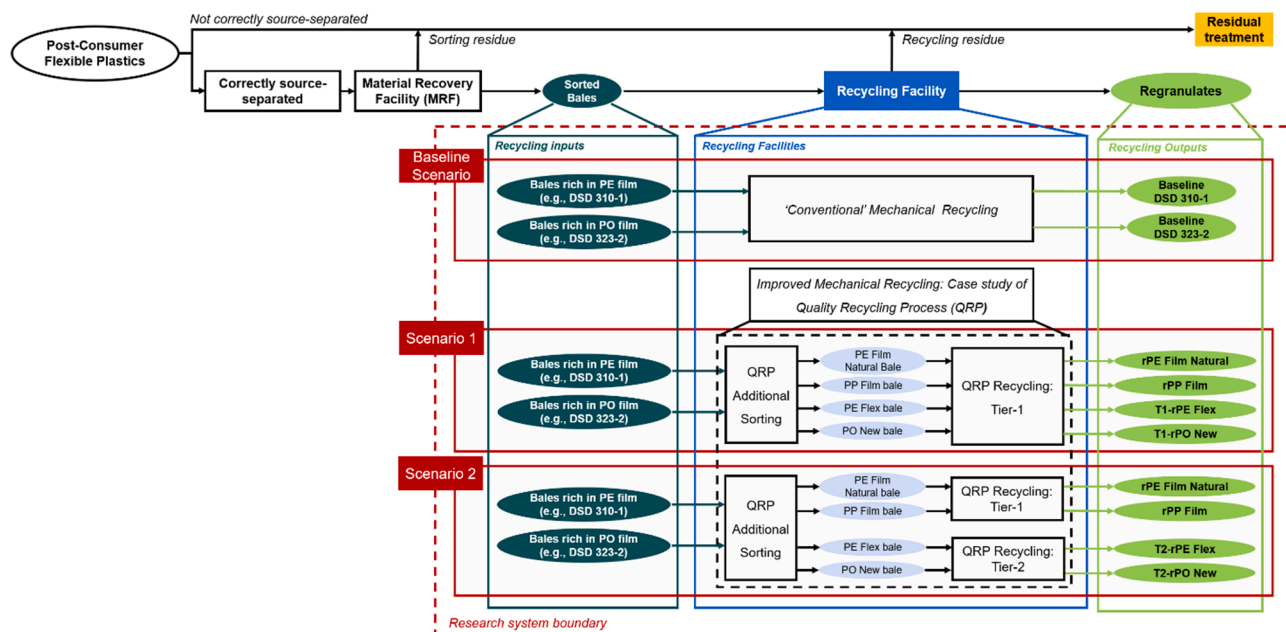 Not correctly source-separated
Post-Consumer
Flexible Plastics
Sorting residue
Recycling residue
Residual
treatment
Correctly source-
separated
Material Recovery
Facility (MRF)
Sorted
Bales
Recycling Facility
Regranulates
Recycling inputs
Recycling Facilities
Recycling Outputs
Baseline
Scenario
Bales rich in PE film
(e.g., DSD 310-1)
Bales rich in PO film
(e.g., DSD 323-2)
‘Conventional’ Mechanical Recycling
Baseline
DSD 310-1
Baseline
DSD 323-2
Improved Mechanical Recycling: Case study of
Quality Recycling Process (QRP)
Scenario 1
Bales rich in PE film
(e.g., DSD 310-1)
Bales rich in PO film
(e.g., DSD 323-2)
QRP
Additional
Sorting
PE Film
Natural Bale
PP Film bale
PE Flex bale
PO New bale
QRP Recycling:
Tier-1
rPE Film Natural
rPP Film
T1-rPE Flex
T1-rPO New
Scenario 2
Bales rich in PE film
(e.g., DSD 310-1)
Bales rich in PO film
(e.g., DSD 323-2)
QRP
Additional
Sorting
PE Film
Natural bale
PP Film bale
PE Flex bale
PO New bale
QRP Recycling:
Tier-1
QRP Recycling:
Tier-2
rPE Film Natural
rPP Film
T2-rPE Flex
T2-rPO New
Research system boundary